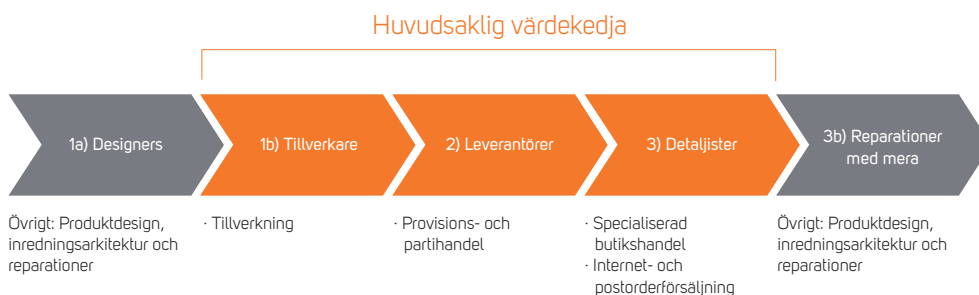 Huvudsaklig värdekedja
1a) Designers
1b) Tillverkare
2) Leverantörer
3) Detaljister
3b) Reparationer
med mera
Övrigt: Produktdesign,
inredningsarkitektur och
reparationer
· Tillverkning
· Provisions- och
partihandel
· Specialiserad
butikshandel
· Internet- och
postorderförsäljning
Övrigt: Produktdesign,
inredningsarkitektur och
reparationer